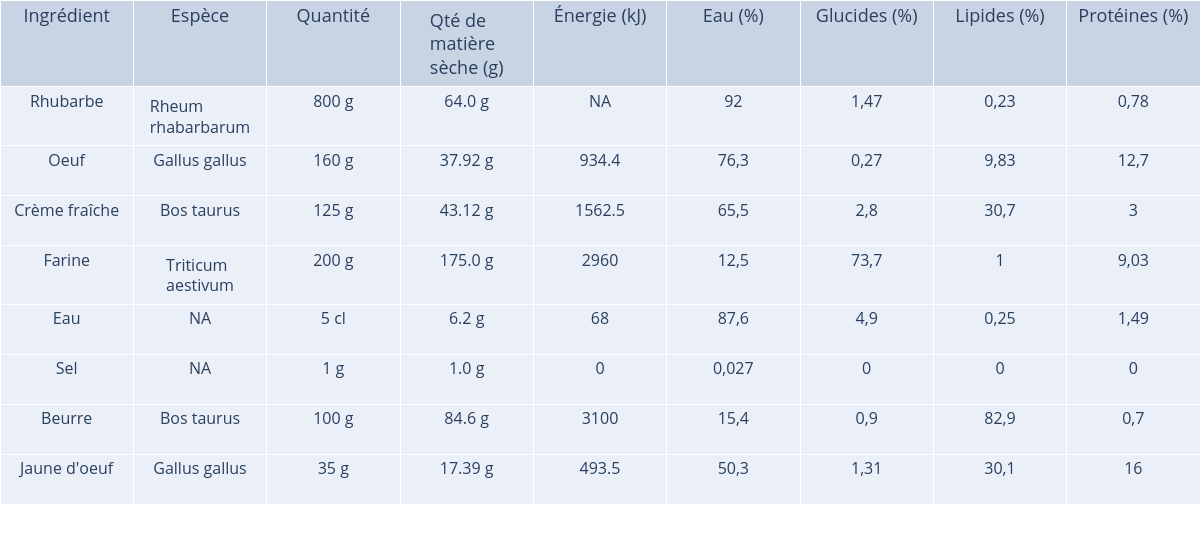 Ingrédient Espèce Quantité Qté de matière sèche (g) Énergie (kJ) Eau (%) Glucides (%) Lipides (%) Protéines (%)
Rhubarbe Rheum rhabarbarum 800 g 64.0 g NA 92 1,47 0,23 0,78
Oeuf Gallus gallus 160 g 37.92 g 934.4 76,3 0,27 9,83 12,7
Crème fraîche Bos taurus 125 g 43.12 g 1562.5 65,5 2,8 30,7 3
Farine Triticum aestivum 200 g 175.0 g 2960 12,5 73,7 1 9,03
Eau NA 5 cl 6.2 g 68 87,6 4,9 0,25 1,49
Sel NA 1 g 1.0 g 0 0,027 0 0 0
Beurre Bos taurus 100 g 84.6 g 3100 15,4 0,9 82,9 0,7
Jaune d'oeuf Gallus gallus 35 g 17.39 g 493.5 50,3 1,31 30,1 16